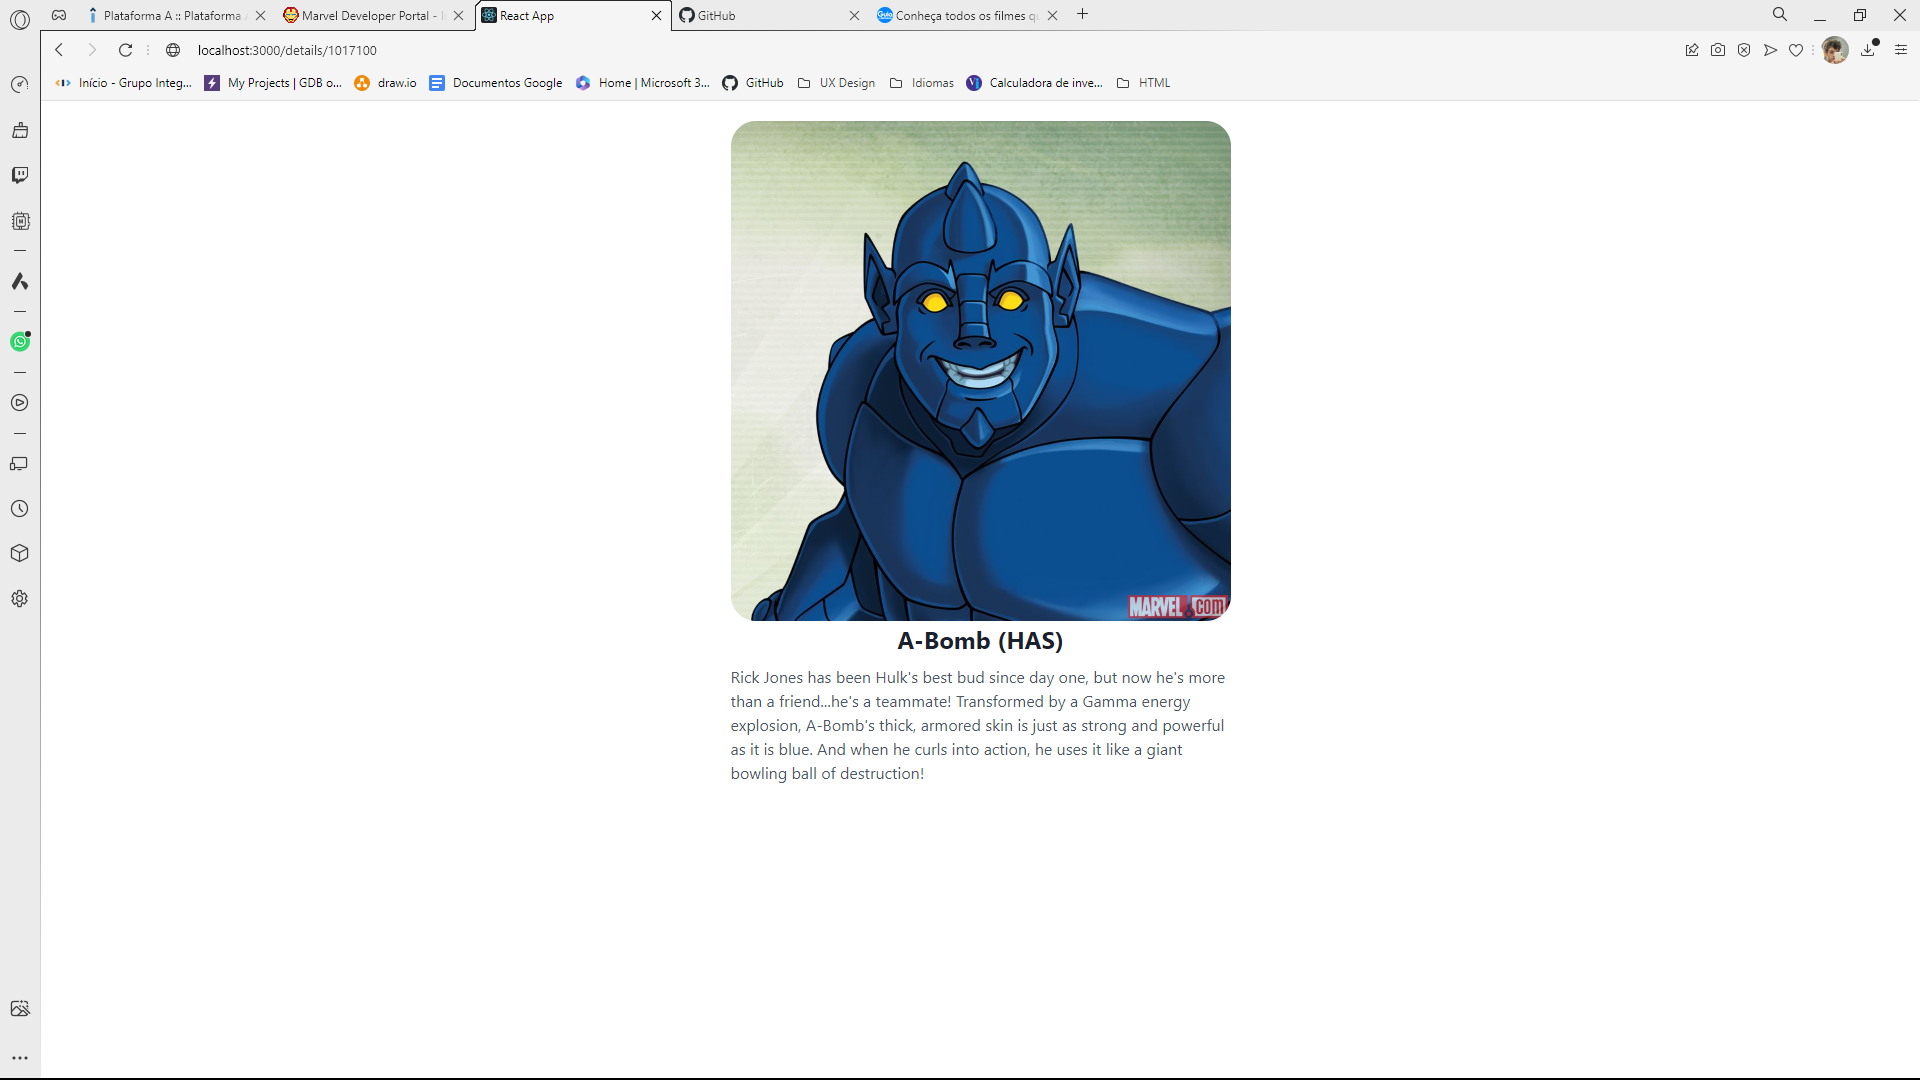 Plataforma A :: Plataforma
Marvel Developer Portal -
React App
GitHub
Conheça todos os filmes
localhost:3000/details/1017100
Início - Grupo Integ...
My Projects | GDB o...
draw.io
Documentos Google
Home | Microsoft 3...
GitHub
UX Design
Idiomas
Calculadora de inve...
HTML
MARVEL.COM
A-Bomb (HAS)
Rick Jones has been Hulk's best bud since day one, but now he's more
than a friend...he's a teammate! Transformed by a Gamma energy
explosion, A-Bomb's thick, armored skin is just as strong and powerful
as it is blue. And when he curls into action, he uses it like a giant
bowling ball of destruction!